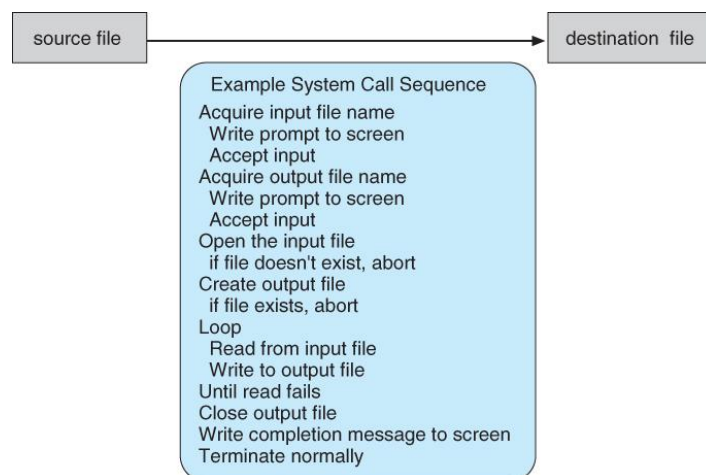 source file
destination file
Example System Call Sequence
Acquire input file name
Write prompt to screen
Accept input
Acquire output file name
Write prompt to screen
Accept input
Open the input file
if file doesn't exist, abort
Create output file
if file exists, abort
Loop
Read from input file
Write to output file
Until read fails
Close output file
Write completion message to screen
Terminate normally